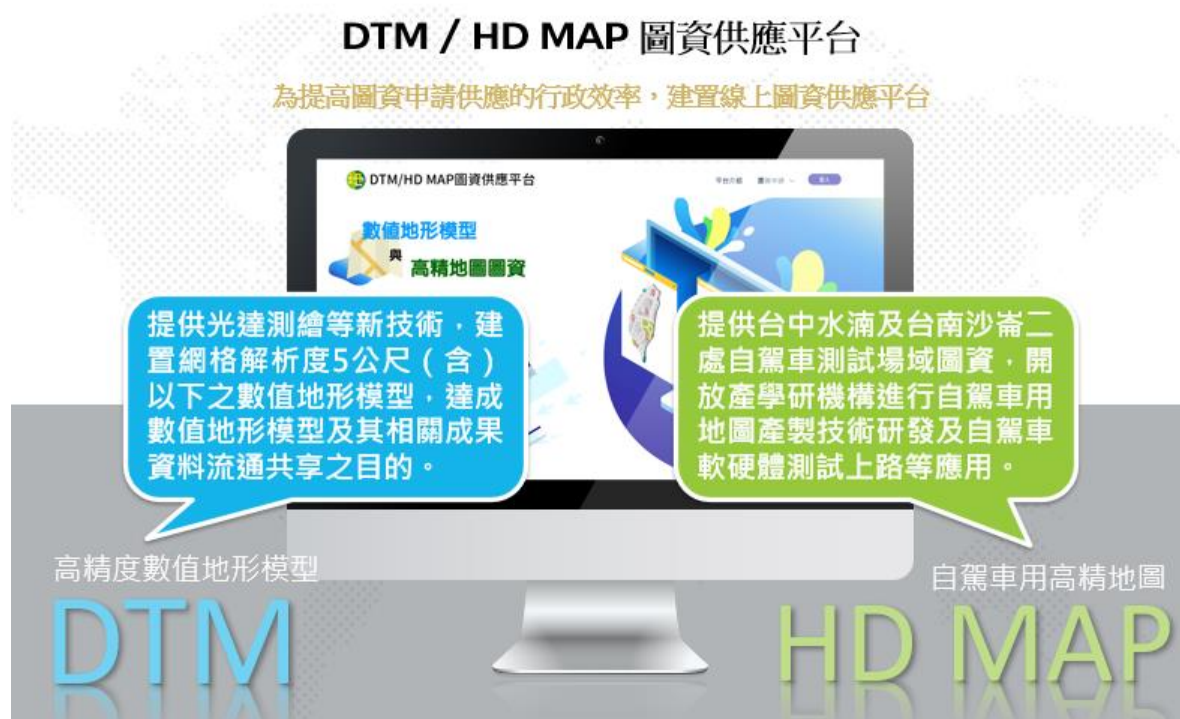 DTM / HD MAP 圖資供應平台
為提高圖資申請供應的行政效率，建置線上圖資供應平台
DTM/HD MAP圖資供應平台
平台介紹
登入
數值地形模型
與
高精地圖圖資
提供光達測繪等新技術，建
置網格解析度5公尺（含）
以下之數值地形模型，達成
數值地形模型及其相關成果
資料流通共享之目的。
提供台中水湳及台南沙崙二
處自駕車測試場域圖資，開
放產學研機構進行自駕車用
地圖產製技術研發及自駕車
軟硬體測試上路等應用。
高精度數值地形模型
DTM
自駕車用高精地圖
HD MAP